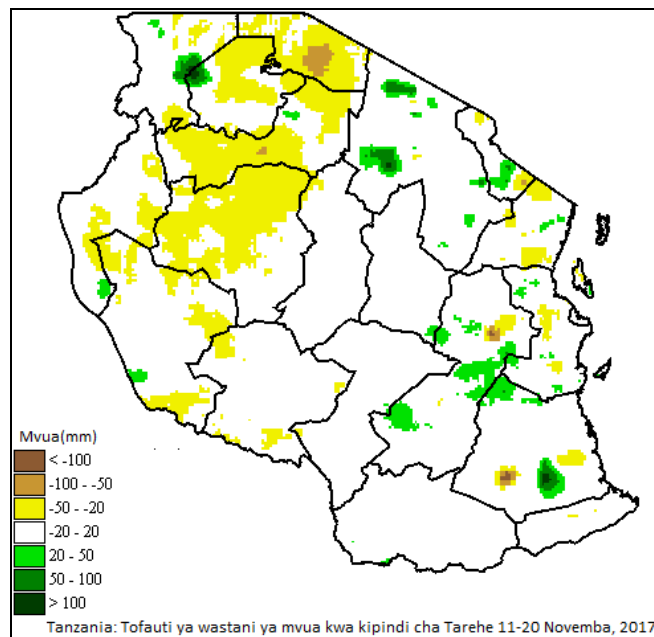 Mvua(mm)
< -100
-100 - -50
-50 - -20
-20 - 20
20 - 50
50 - 100
> 100
Tanzania: Tofauti ya wastani ya mvua kwa kipindi cha Tarehe 11-20 Novemba, 2017